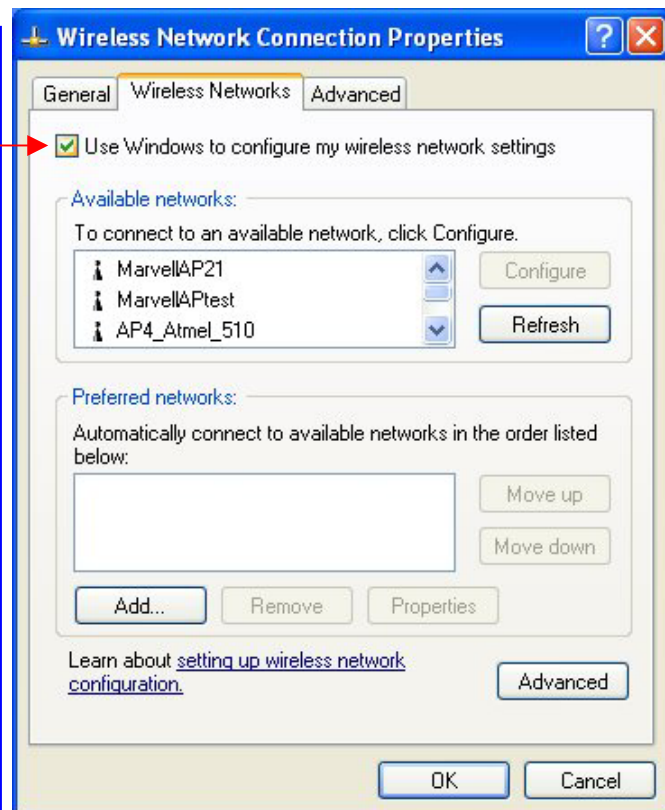 Wireless Network Connection Properties
General Wireless Networks Advanced
Use Windows to configure my wireless network settings
Available networks:
To connect to an available network, click Configure.
MarvellAP21
MarvellAPtest
AP4_Atmel_510
Configure
Refresh
Preferred networks:
Automatically connect to available networks in the order listed
below:
Move up
Move down
Add... Remove Properties
Learn about setting up wireless network
configuration.
Advanced
OK Cancel